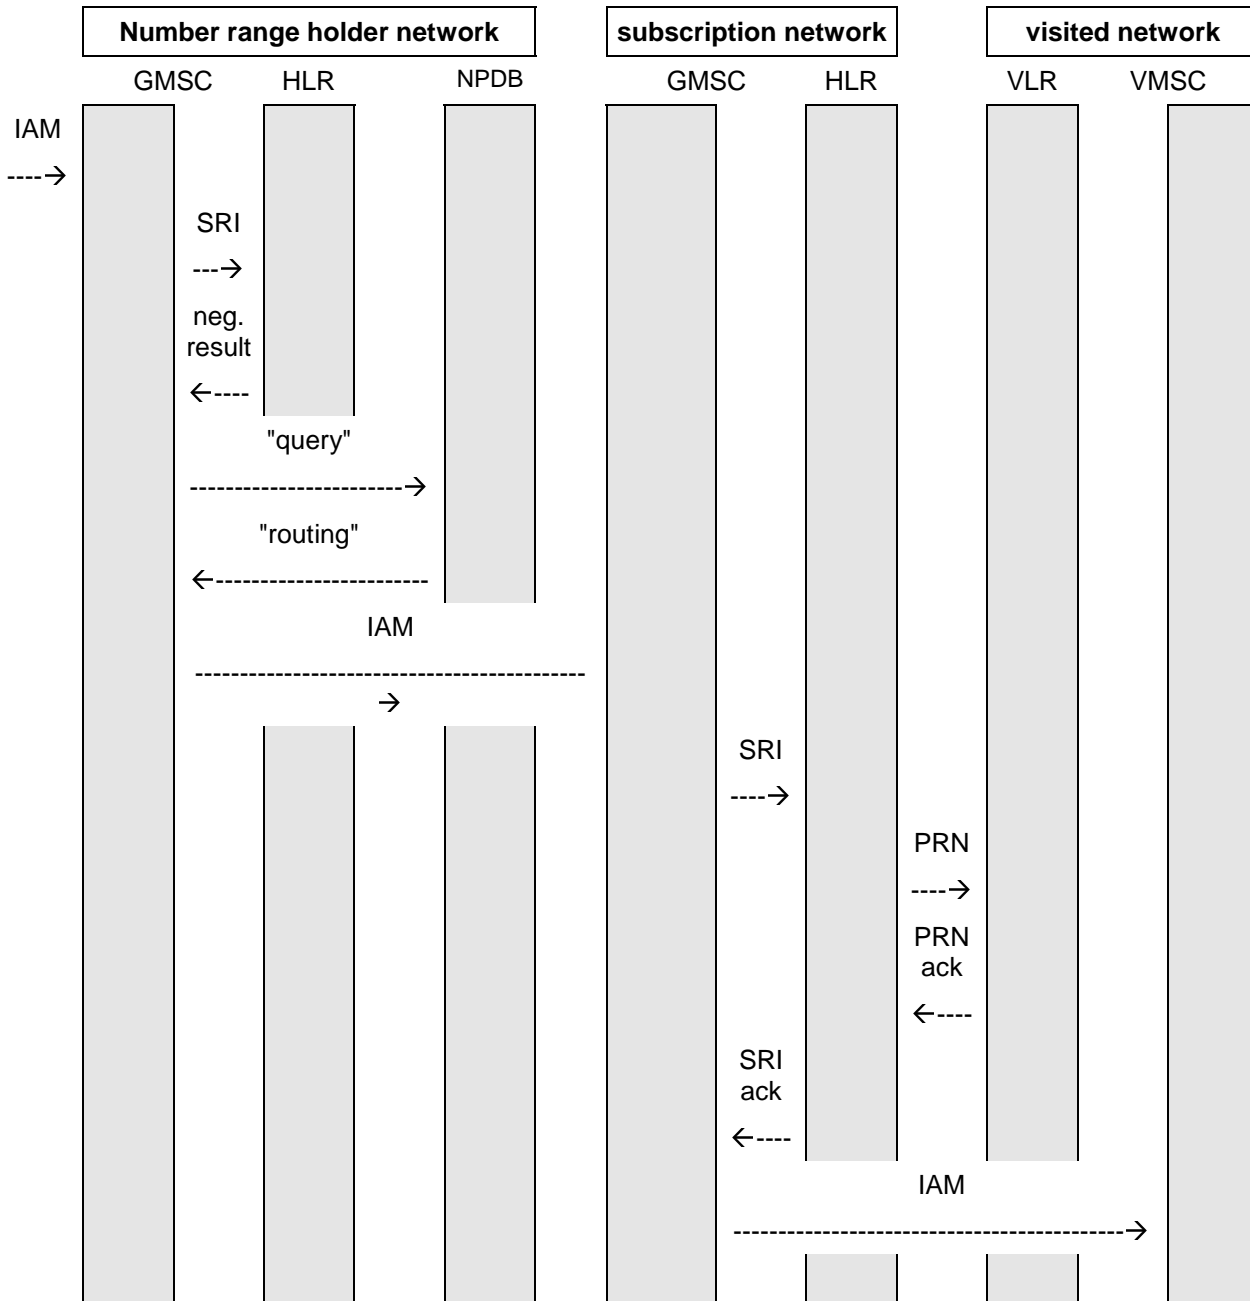 Number range holder network
subscription network
visited network
GMSC
HLR
NPDB
GMSC
HLR
VLR
VMSC
IAM
---->
SRI
--->
neg.
result
<----
"query"
------------------------>
"routing"
<------------------------
IAM
--------------------------------------------
>
SRI
---->
PRN
---->
PRN
ack
<----
SRI
ack
<----
IAM
-------------------------------------------->